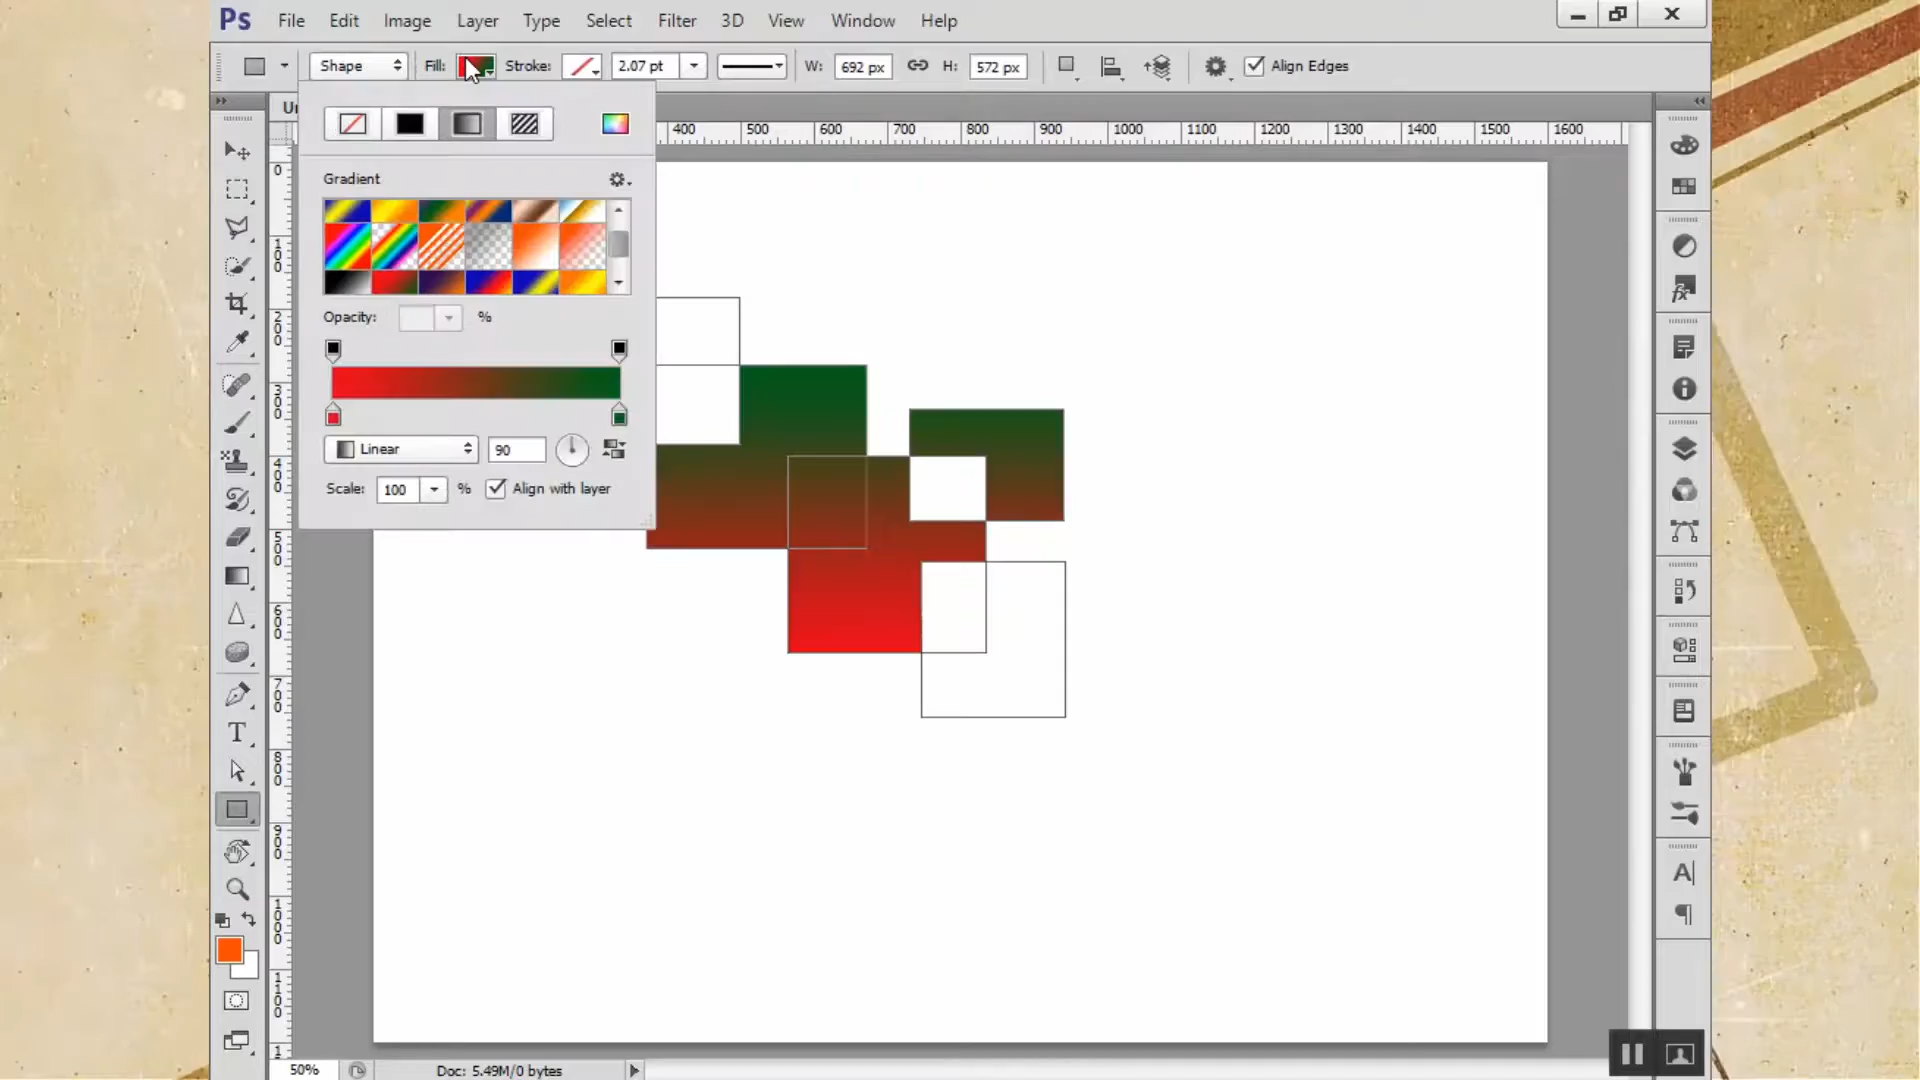 Ps File Edit Image Layer Type Select Filter 3D View Window Help
Shape Fill: Stroke: 2.07 pt W: 692 px H: 572 px Align Edges
Un
400 500 600 700 800 900 1000 1100 1200 1300 1400 1500 1600
Gradient
Opacity: %
Linear 90
Scale: 100 % Align with layer
0
100
200
300
400
500
600
700
800
900
1000
1100
1
50% Doc: 5.49M/0 bytes